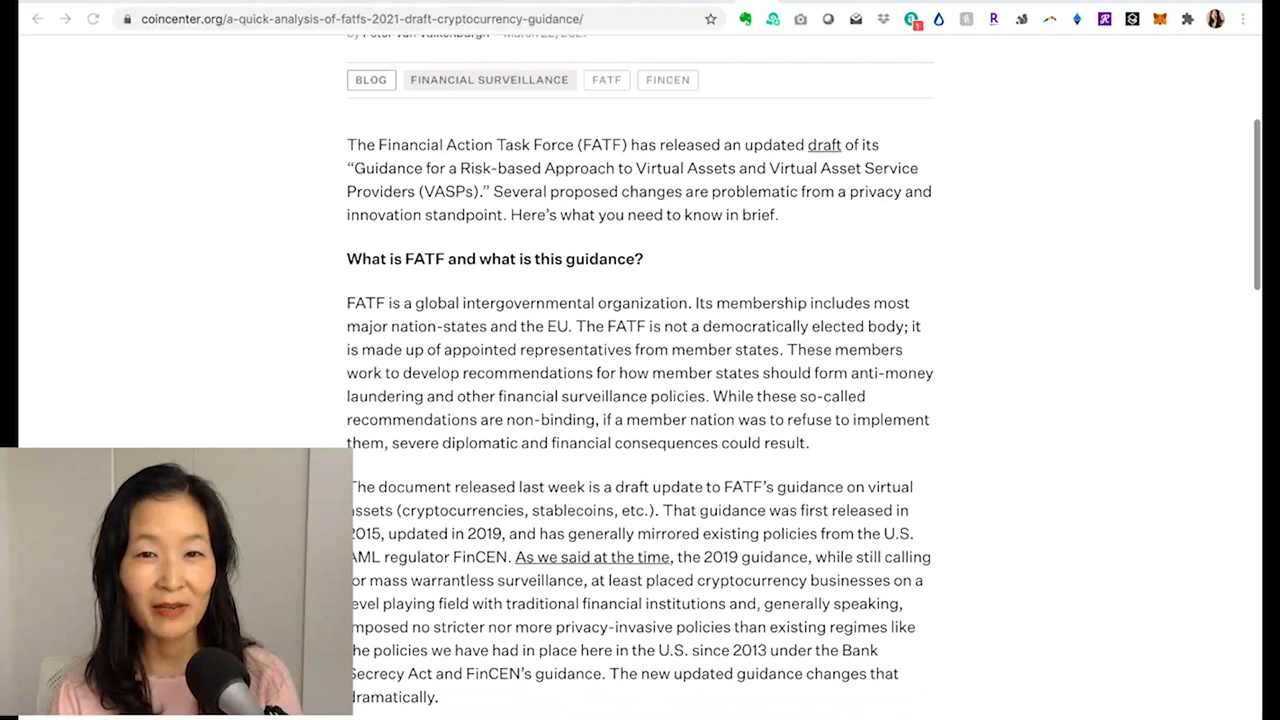 coincenter.org/a-quick-analysis-of-fatfs-2021-draft-cryptocurrency-guidance/
1
BLOG
FINANCIAL SURVEILLANCE
FATF
FINCEN
The Financial Action Task Force (FATF) has released an updated draft of its
“Guidance for a Risk-based Approach to Virtual Assets and Virtual Asset Service
Providers (VASPs).” Several proposed changes are problematic from a privacy and
innovation standpoint. Here’s what you need to know in brief.
What is FATF and what is this guidance?
FATF is a global intergovernmental organization. Its membership includes most
major nation-states and the EU. The FATF is not a democratically elected body; it
is made up of appointed representatives from member states. These members
work to develop recommendations for how member states should form anti-money
laundering and other financial surveillance policies. While these so-called
recommendations are non-binding, if a member nation was to refuse to implement
them, severe diplomatic and financial consequences could result.
The document released last week is a draft update to FATF’s guidance on virtual
assets (cryptocurrencies, stablecoins, etc.). That guidance was first released in
2015, updated in 2019, and has generally mirrored existing policies from the U.S.
AML regulator FinCEN. As we said at the time, the 2019 guidance, while still calling
for mass warrantless surveillance, at least placed cryptocurrency businesses on a
level playing field with traditional financial institutions and, generally speaking,
imposed no stricter nor more privacy-invasive policies than existing regimes like
the policies we have had in place here in the U.S. since 2013 under the Bank
Secrecy Act and FinCEN’s guidance. The new updated guidance changes that
dramatically.